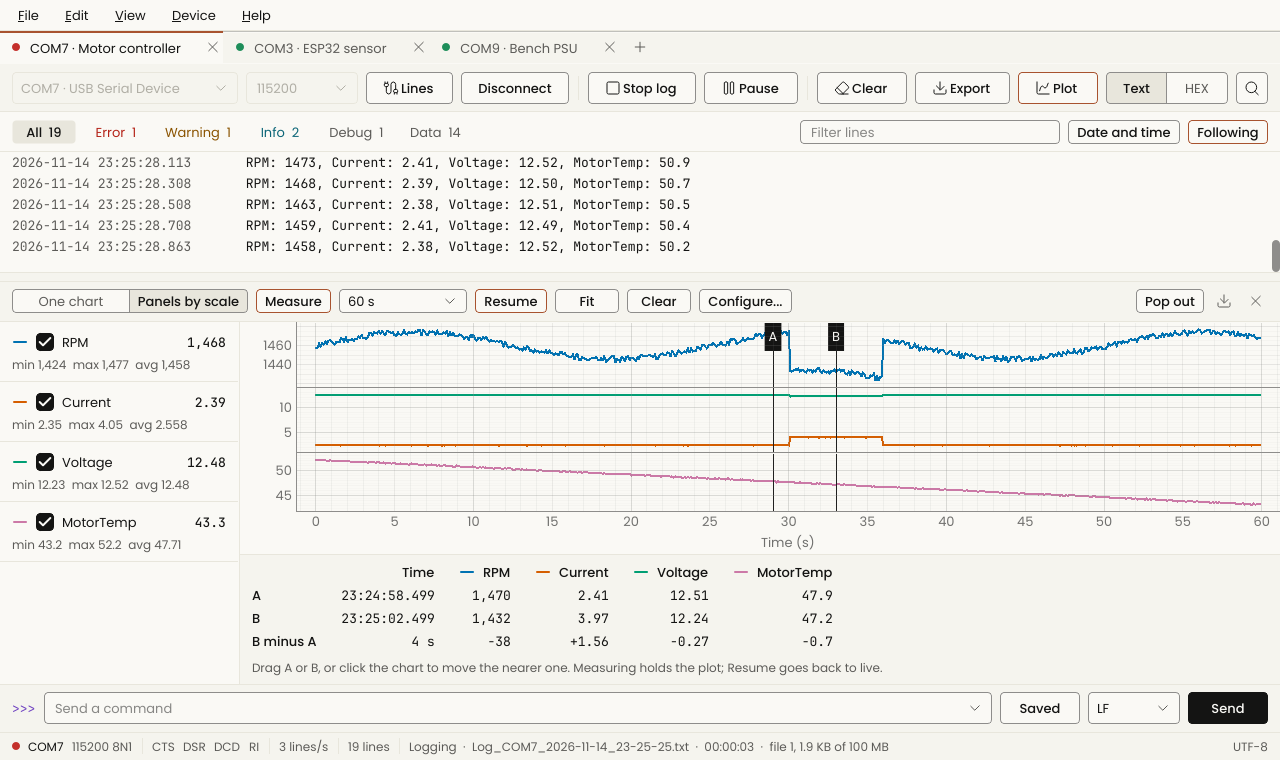 File Edit View Device Help
COM7 · Motor controller COM3 · ESP32 sensor COM9 · Bench PSU
COM7 · USB Serial Device 115200 Lines Disconnect Stop log Pause Clear Export Plot Text HEX
All 19 Error 1 Warning 1 Info 2 Debug 1 Data 14 Filter lines Date and time Following
2026-11-14 23:25:28.113 RPM: 1473, Current: 2.41, Voltage: 12.52, MotorTemp: 50.9
2026-11-14 23:25:28.308 RPM: 1468, Current: 2.39, Voltage: 12.50, MotorTemp: 50.7
2026-11-14 23:25:28.508 RPM: 1463, Current: 2.38, Voltage: 12.51, MotorTemp: 50.5
2026-11-14 23:25:28.708 RPM: 1459, Current: 2.41, Voltage: 12.49, MotorTemp: 50.4
2026-11-14 23:25:28.863 RPM: 1458, Current: 2.38, Voltage: 12.52, MotorTemp: 50.2
One chart Panels by scale Measure 60 s Resume Fit Clear Configure... Pop out
RPM 1,468
min 1,424 max 1,477 avg 1,459
Current 2.39
min 2.35 max 4.05 avg 2.558
Voltage 12.48
min 12.23 max 12.52 avg 12.48
MotorTemp 43.3
min 43.2 max 52.2 avg 47.71
A B
1460
1440
10
5
50
45
0 5 10 15 20 25 30 35 40 45 50 55 60
Time (s)
Time RPM Current Voltage MotorTemp
A 23:24:58.499 1,470 2.41 12.51 47.9
B 23:25:02.499 1,432 3.97 12.24 47.2
B minus A 4 s -38 +1.56 -0.27 -0.7
Drag A or B, or click the chart to move the nearer one. Measuring holds the plot; Resume goes back to live.
>>> Send a command Saved LF Send
COM7 115200 8N1 CTS DSR DCD RI 3 lines/s 19 lines Logging · Log_COM7_2026-11-14_23-25-25.txt · 00:00:03 · file 1, 1.9 KB of 100 MB UTF-8